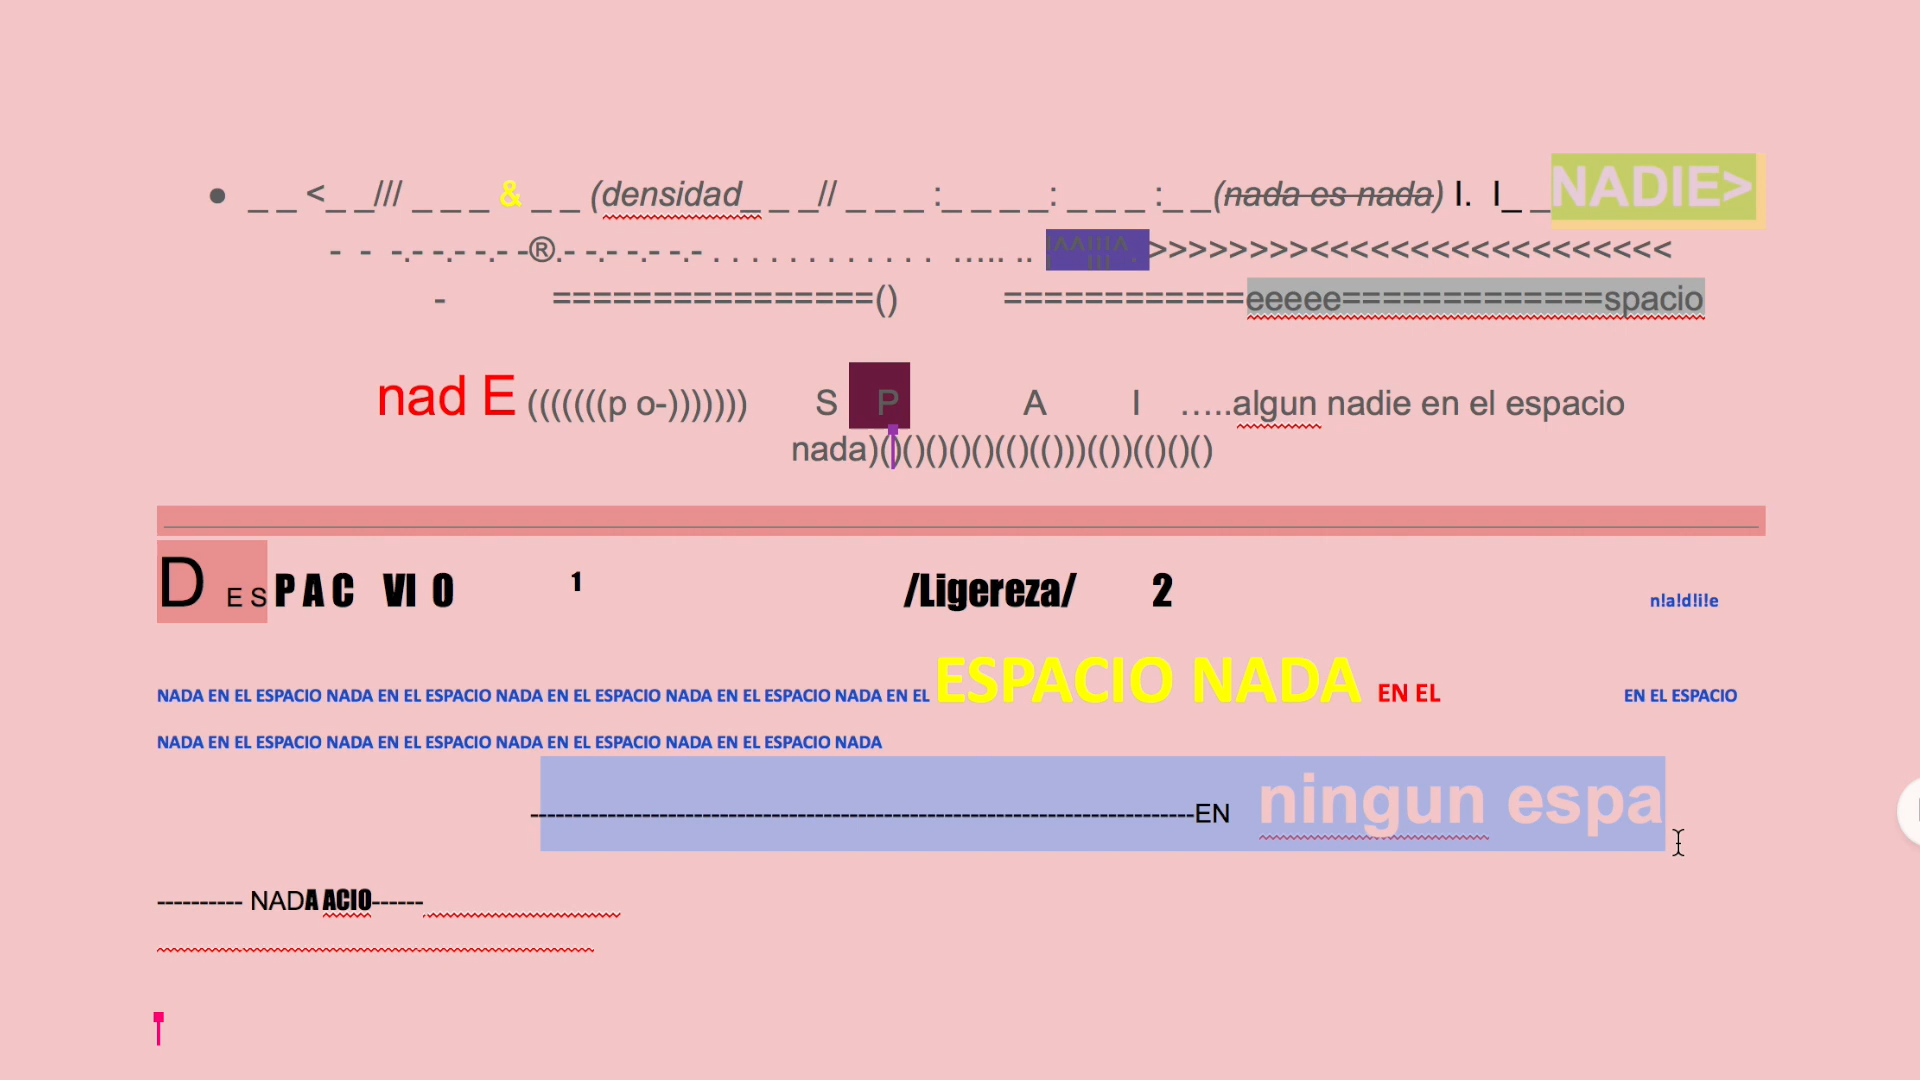 ● _ _ <_ _/// _ _ _ & _ _ (densidad_ _ _// _ _ _ :_ _ _ _: _ _ _ :_ _(nada es nada) I. I_ _NADIE>
- - -.- -.- -.- -®.- -.- -.- -.- . . . . . . . . . . . . ….. .. >>>>>>>><<<<<<<<<<<<<<<<<<
- ================() ============eeeee=============spacio
nad E (((((((p o-))))))) S P A I …..algun nadie en el espacio
nada)()()()()()(()(()))(())(()()()
D E S P A C VI O 1 /Ligereza/ 2 n!a!d!i!e
NADA EN EL ESPACIO NADA EN EL ESPACIO NADA EN EL ESPACIO NADA EN EL ESPACIO NADA EN EL ESPACIO NADA EN EL EN EL ESPACIO
NADA EN EL ESPACIO NADA EN EL ESPACIO NADA EN EL ESPACIO NADA EN EL ESPACIO NADA
------------------------------------------------------------------------------EN ningun espa
---------- NADA ACIO------